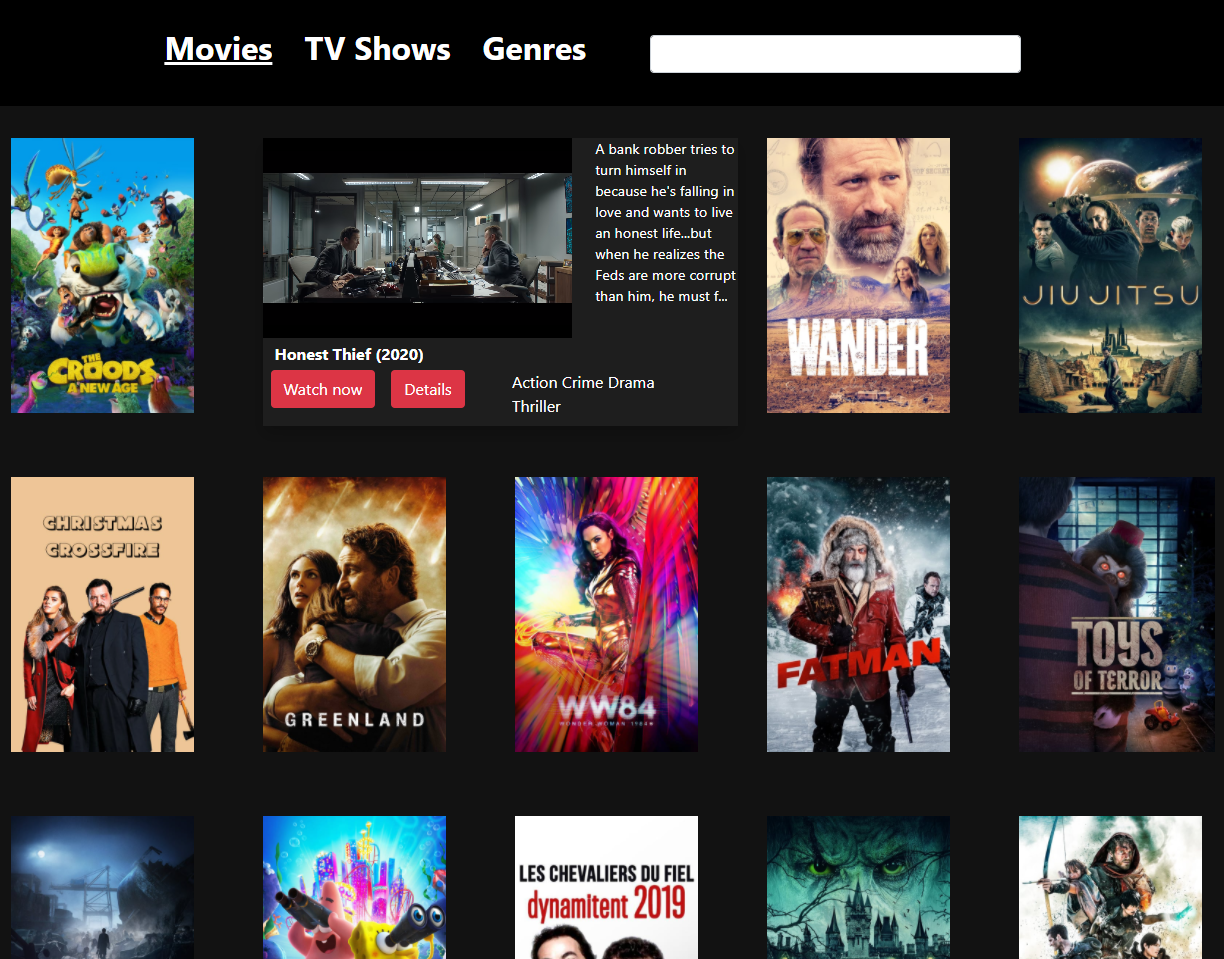 Movies TV Shows Genres
THE
CROODS
A NEW AGE
A bank robber tries to
turn himself in
because he's falling in
love and wants to live
an honest life...but
when he realizes the
Feds are more corrupt
than him, he must f...
Honest Thief (2020)
Watch now Details
Action Crime Drama
Thriller
WANDER
JIU JITSU
CHRISTMAS
CROSSFIRE
GREENLAND
WW84
WONDER WOMAN 1984
FATMAN
TOYS
OF TERROR
LES CHEVALIERS DU FIEL
dynamitent 2019